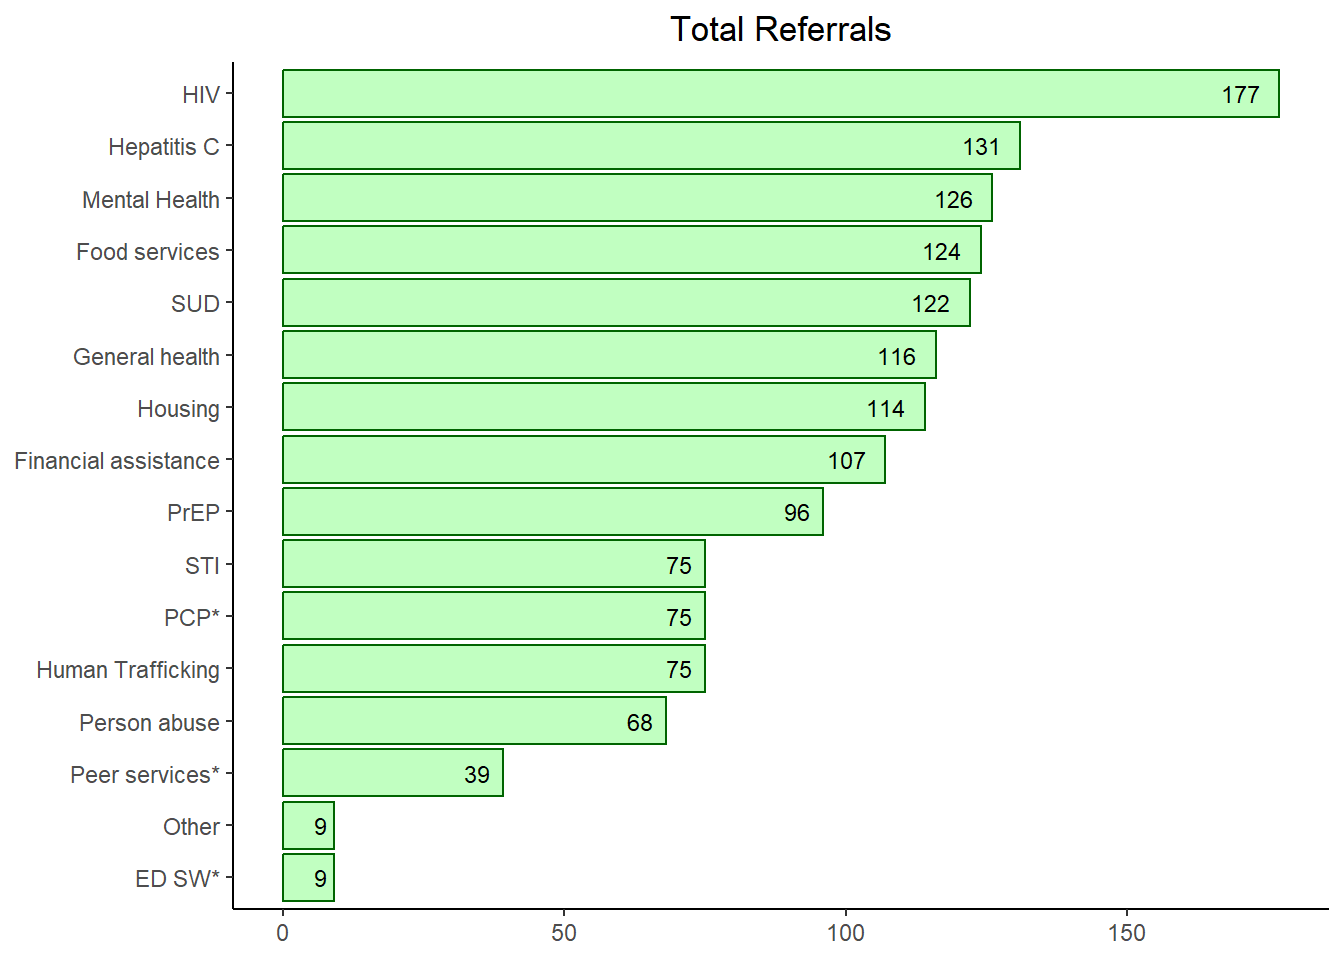 Total Referrals
HIV 177
Hepatitis C 131
Mental Health 126
Food services 124
SUD 122
General health 116
Housing 114
Financial assistance 107
PrEP 96
STI 75
PCP* 75
Human Trafficking 75
Person abuse 68
Peer services* 39
Other 9
ED SW* 9
0 50 100 150